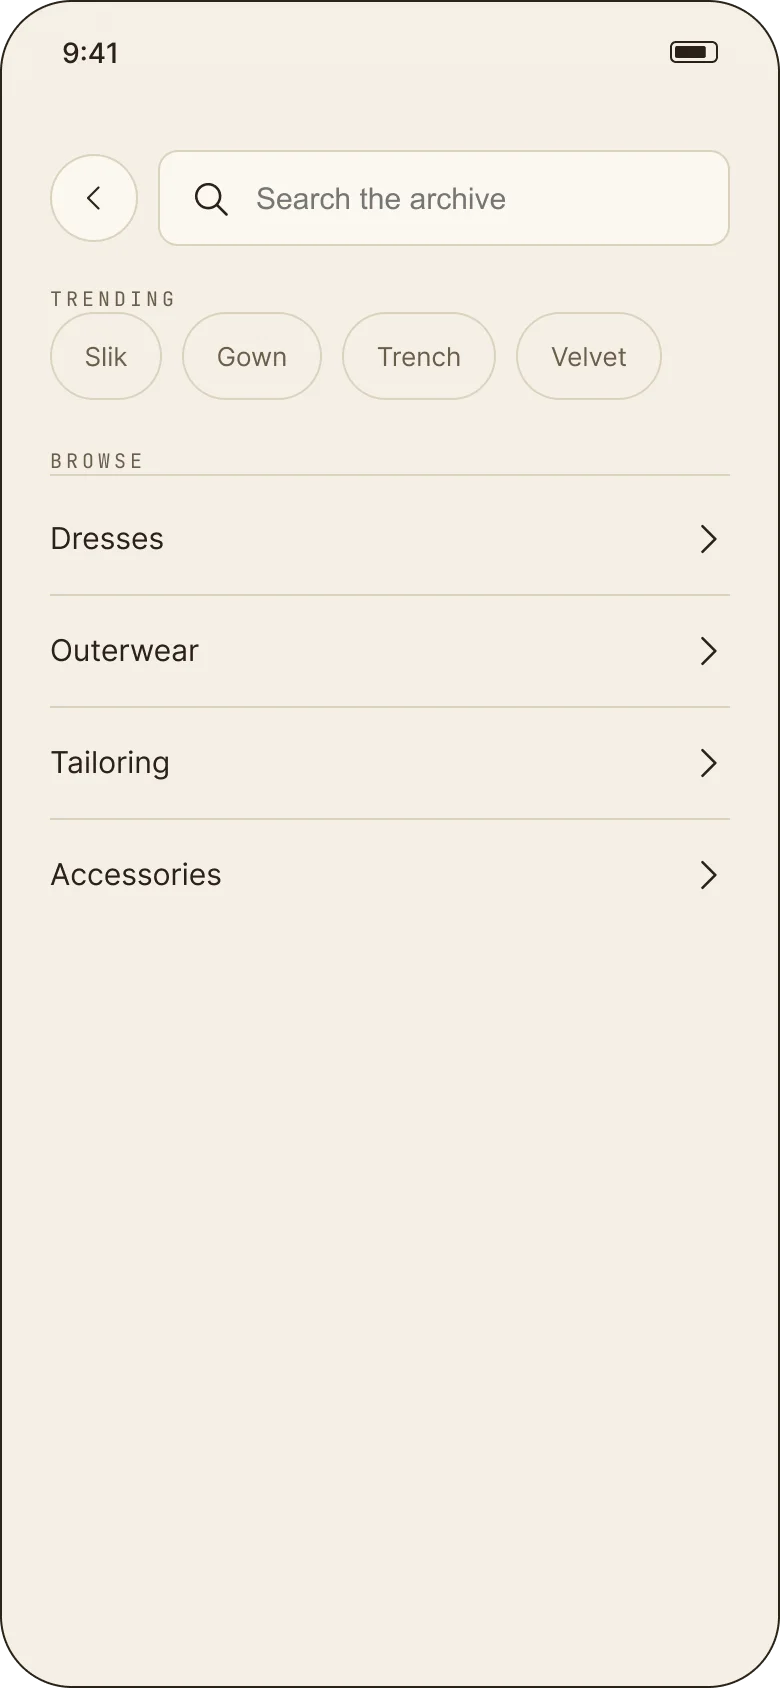 9:41
Search the archive
TRENDING
Slik Gown Trench Velvet
BROWSE
Dresses
Outerwear
Tailoring
Accessories